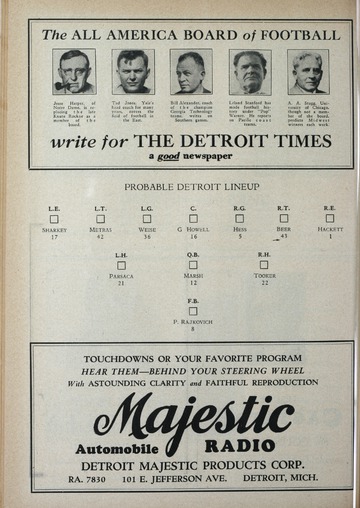 The ALL AMERICA BOARD of FOOTBALL
Jesse Harper, of
Notre Dame, is re-
placing the late
Knute Rockne as a
member of the
board.
Tad Jones, Yale's
coach for many
years, covers the
field of football in
the East.
Bill Alexander, coach
of the champion
Georgia Technology
teams, writes on
Southern games.
Leland Stanford has
made football his-
tory under "Pop"
Warner. He reports
on Pacific coast
teams.
A. A. Stagg, Uni-
versity of Chicago,
though not a mem-
ber of the board,
predicts Midwest
winners each week.
write for THE DETROIT TIMES
a good newspaper
PROBABLE DETROIT LINEUP
L.E. L.T. L.G. C. R.G. R.T. R.E.
SHARKEY METRAS WEISE G HOWELL HESS BEER HACKETT
17 42 36 16 5 43 1
L.H. Q.B. R.H.
PARSACA MARSH TOOKER
21 12 22
F.B.
P. RAJKOVICH
8
TOUCHDOWNS OR YOUR FAVORITE PROGRAM
HEAR THEM—BEHIND YOUR STEERING WHEEL
With ASTOUNDING CLARITY and FAITHFUL REPRODUCTION
Majestic
Automobile RADIO
DETROIT MAJESTIC PRODUCTS CORP.
RA. 7830 101 E. JEFFERSON AVE. DETROIT, MICH.